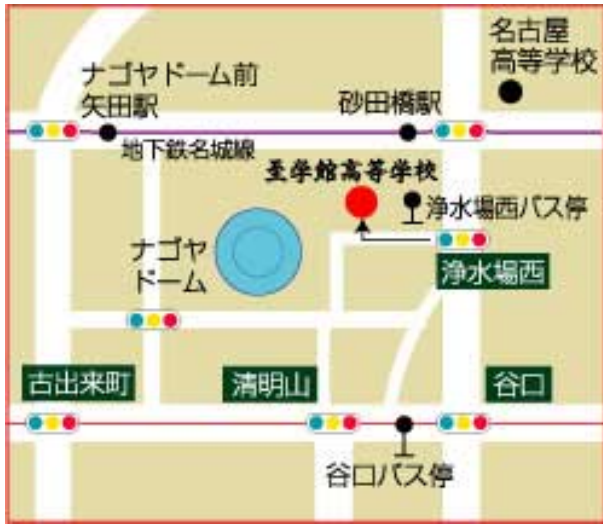 名古屋
高等学校
ナゴヤドーム前
矢田駅
砂田橋駅
地下鉄名城線
至学館高等学校
浄水場西バス停
ナゴヤ
ドーム
浄水場西
古出来町
清明山
谷口
谷口バス停